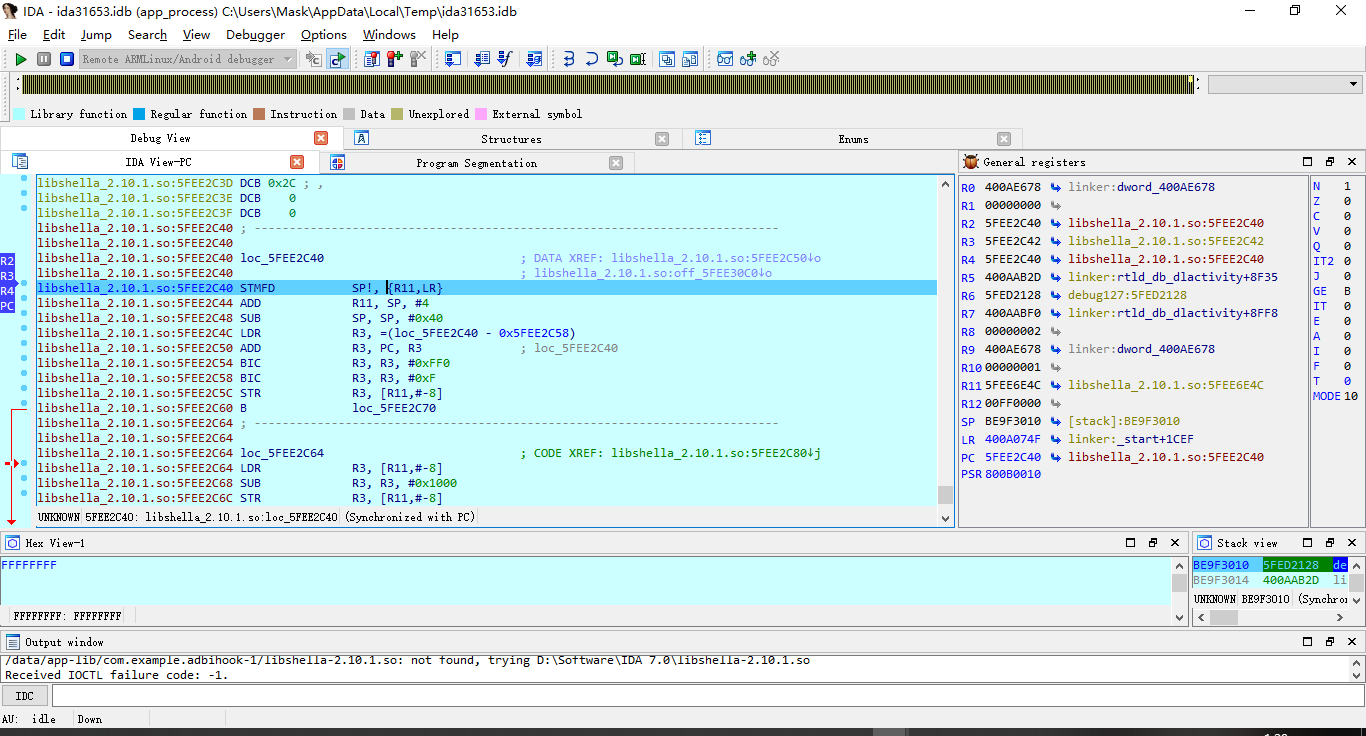 IDA - ida31653.idb (app_process) C:\Users\Mask\AppData\Local\Temp\ida31653.idb
File Edit Jump Search View Debugger Options Windows Help
Remote ARMLinux/Android debugger
Library function Regular function Instruction Data Unexplored External symbol
Debug View Structures Enums
IDA View-PC Program Segmentation
libshella_2.10.1.so:5FEE2C3D DCB 0x2C ; ,
libshella_2.10.1.so:5FEE2C3E DCB 0
libshella_2.10.1.so:5FEE2C3F DCB 0
libshella_2.10.1.so:5FEE2C40 ; ---------------------------------------------------------------------------
libshella_2.10.1.so:5FEE2C40
libshella_2.10.1.so:5FEE2C40 loc_5FEE2C40 ; DATA XREF: libshella_2.10.1.so:5FEE2C50↓o
libshella_2.10.1.so:5FEE2C40 ; libshella_2.10.1.so:off_5FEE30C0↓o
libshella_2.10.1.so:5FEE2C40 STMFD SP!, {R11,LR}
libshella_2.10.1.so:5FEE2C44 ADD R11, SP, #4
libshella_2.10.1.so:5FEE2C48 SUB SP, SP, #0x40
libshella_2.10.1.so:5FEE2C4C LDR R3, =(loc_5FEE2C40 - 0x5FEE2C58)
libshella_2.10.1.so:5FEE2C50 ADD R3, PC, R3 ; loc_5FEE2C40
libshella_2.10.1.so:5FEE2C54 BIC R3, R3, #0xFF0
libshella_2.10.1.so:5FEE2C58 BIC R3, R3, #0xF
libshella_2.10.1.so:5FEE2C5C STR R3, [R11,#-8]
libshella_2.10.1.so:5FEE2C60 B loc_5FEE2C70
libshella_2.10.1.so:5FEE2C64 ; ---------------------------------------------------------------------------
libshella_2.10.1.so:5FEE2C64
libshella_2.10.1.so:5FEE2C64 loc_5FEE2C64 ; CODE XREF: libshella_2.10.1.so:5FEE2C80↓j
libshella_2.10.1.so:5FEE2C64 LDR R3, [R11,#-8]
libshella_2.10.1.so:5FEE2C68 SUB R3, R3, #0x1000
libshella_2.10.1.so:5FEE2C6C STR R3, [R11,#-8]
R2
R3
R4
PC
UNKNOWN 5FEE2C40: libshella_2.10.1.so:loc_5FEE2C40 (Synchronized with PC)
General registers
R0 400AE678 linker:dword_400AE678
R1 00000000
R2 5FEE2C40 libshella_2.10.1.so:5FEE2C40
R3 5FEE2C42 libshella_2.10.1.so:5FEE2C42
R4 5FEE2C40 libshella_2.10.1.so:5FEE2C40
R5 400AAB2D linker:rtld_db_dlactivity+8F35
R6 5FED2128 debug127:5FED2128
R7 400AABF0 linker:rtld_db_dlactivity+8FF8
R8 00000002
R9 400AE678 linker:dword_400AE678
R10 00000001
R11 5FEE6E4C libshella_2.10.1.so:5FEE6E4C
R12 00FF0000
SP BE9F3010 [stack]:BE9F3010
LR 400A074F linker:_start+1CEF
PC 5FEE2C40 libshella_2.10.1.so:5FEE2C40
PSR 800B0010
N 1
Z 0
C 0
V 0
Q 0
IT2 0
J 0
GE B
IT 0
E 0
A 0
I 0
F 0
T 0
MODE 10
Hex View-1
FFFFFFFF
FFFFFFFF: FFFFFFFF
Stack view
BE9F3010 5FED2128 de
BE9F3014 400AAB2D li
UNKNOWN BE9F3010 (Synchro
Output window
/data/app-lib/com.example.adbihook-1/libshella-2.10.1.so: not found, trying D:\Software\IDA 7.0\libshella-2.10.1.so
Received IOCTL failure code: -1.
IDC
AU: idle Down